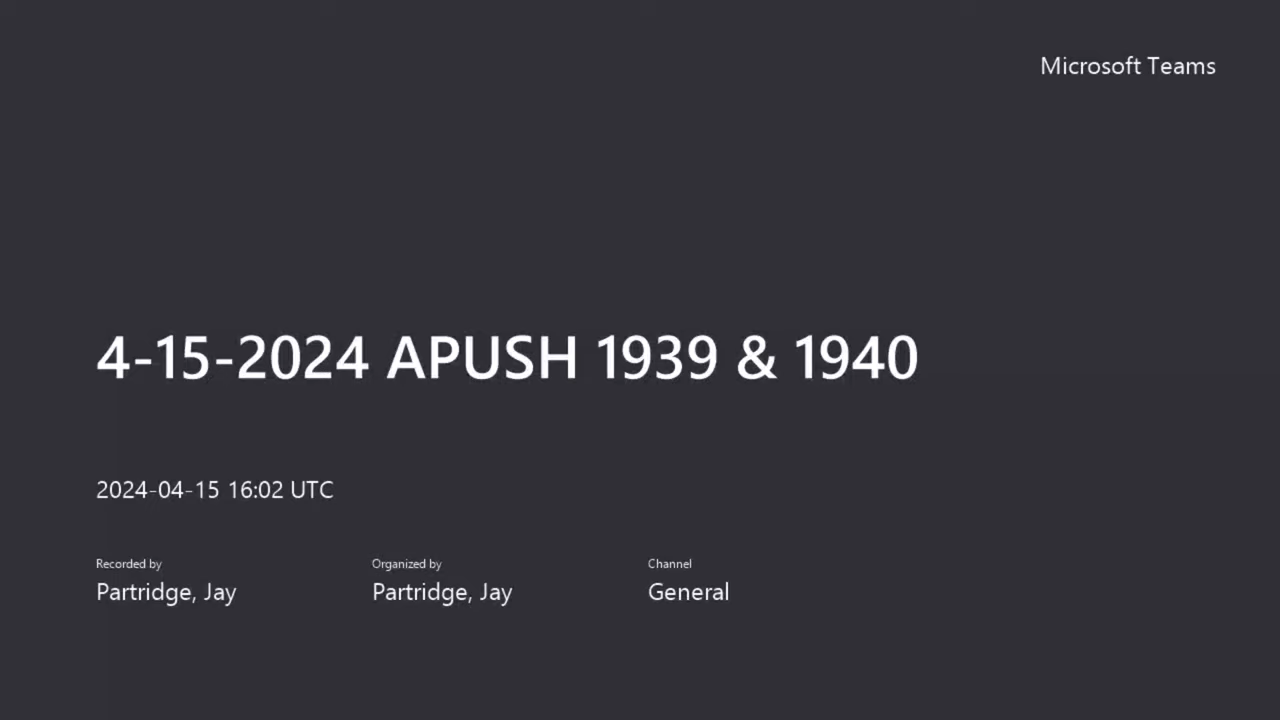 Microsoft Teams
4-15-2024 APUSH 1939 & 1940
2024-04-15 16:02 UTC
Recorded by
Partridge, Jay
Organized by
Partridge, Jay
Channel
General